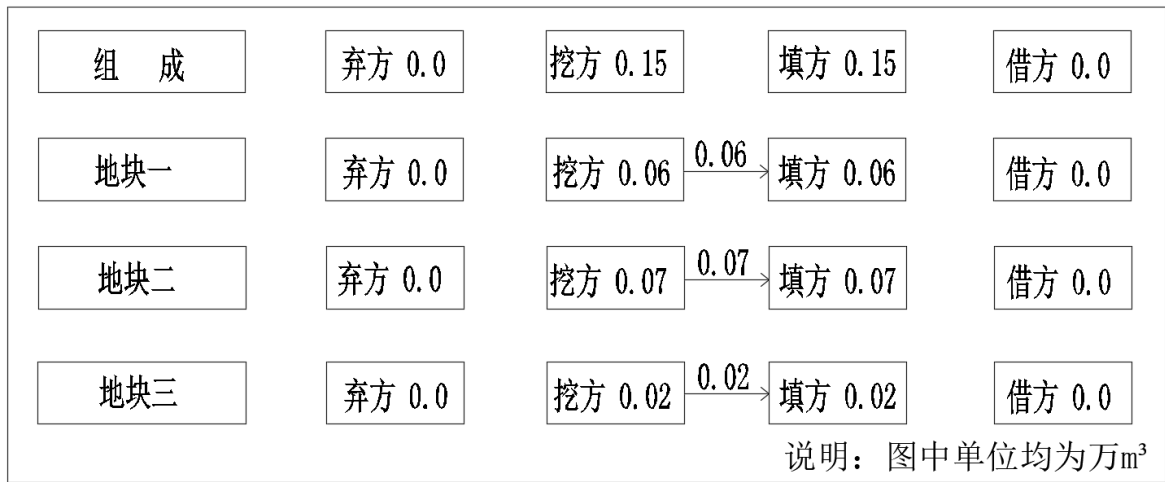 组 成 弃方 0.0 挖方 0.15 填方 0.15 借方 0.0
地块一 弃方 0.0 挖方 0.06 0.06 填方 0.06 借方 0.0
地块二 弃方 0.0 挖方 0.07 0.07 填方 0.07 借方 0.0
地块三 弃方 0.0 挖方 0.02 0.02 填方 0.02 借方 0.0
说明：图中单位均为万m³